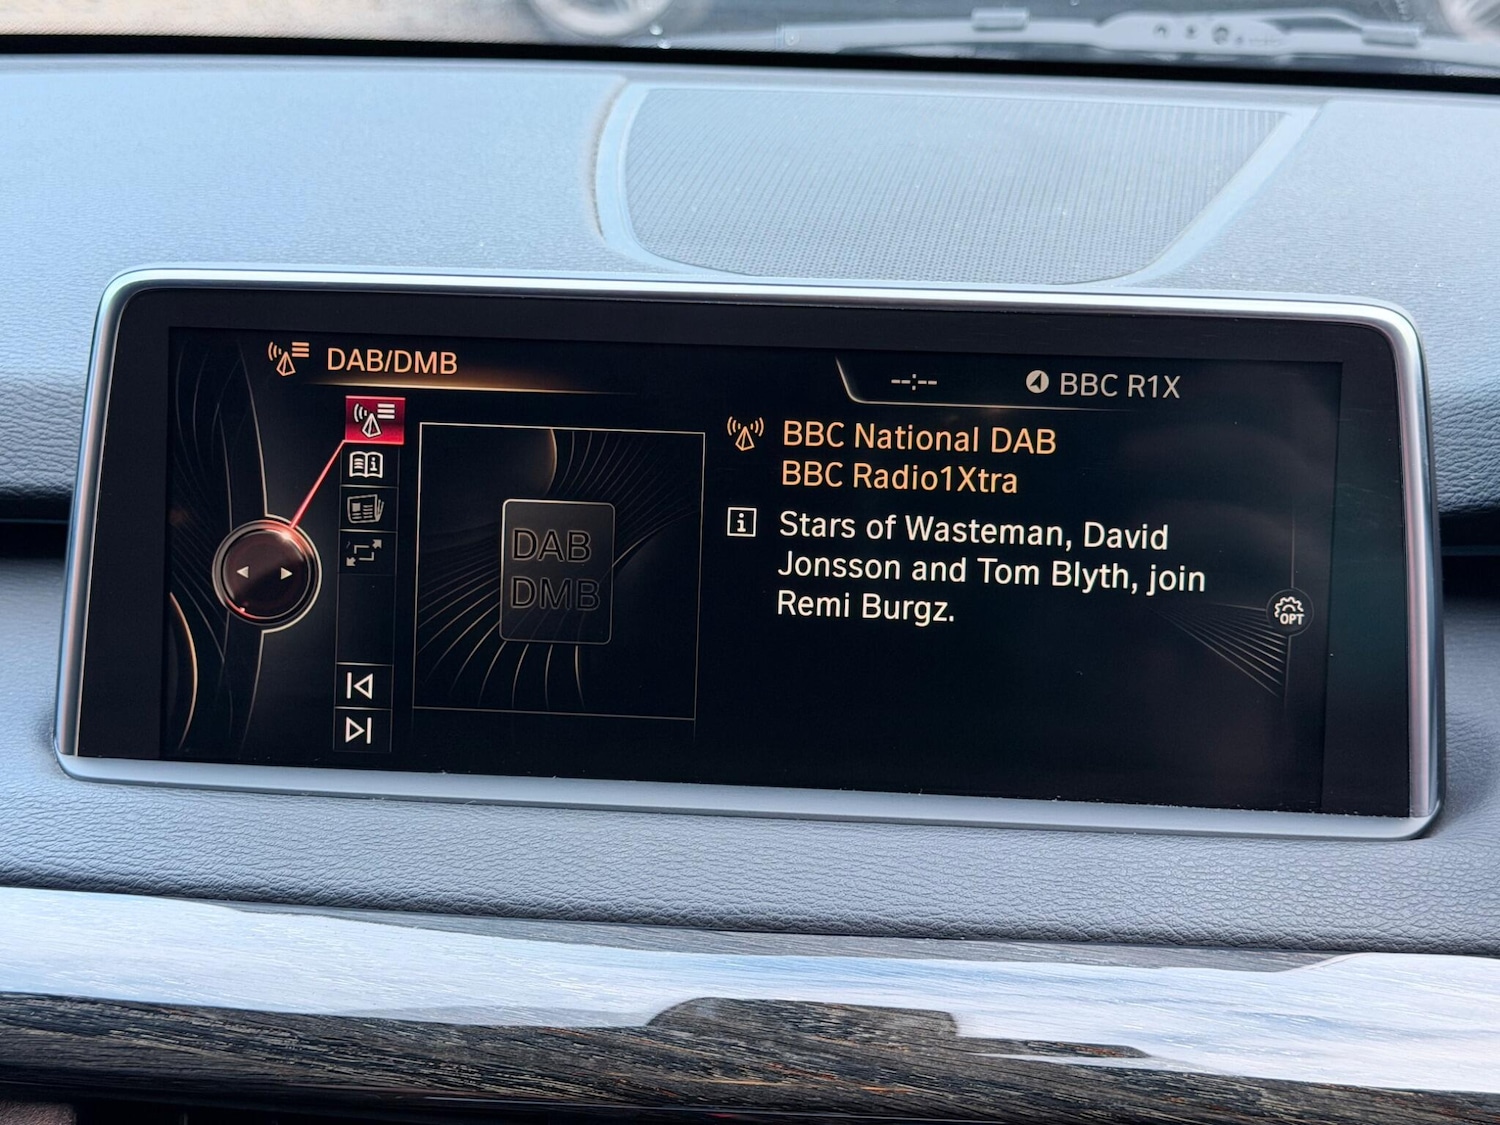 DAB/DMB
--:--
BBC R1X
BBC National DAB
BBC Radio1Xtra
DAB
DMB
i Stars of Wasteman, David
Jonsson and Tom Blyth, join
Remi Burgz.
OPT